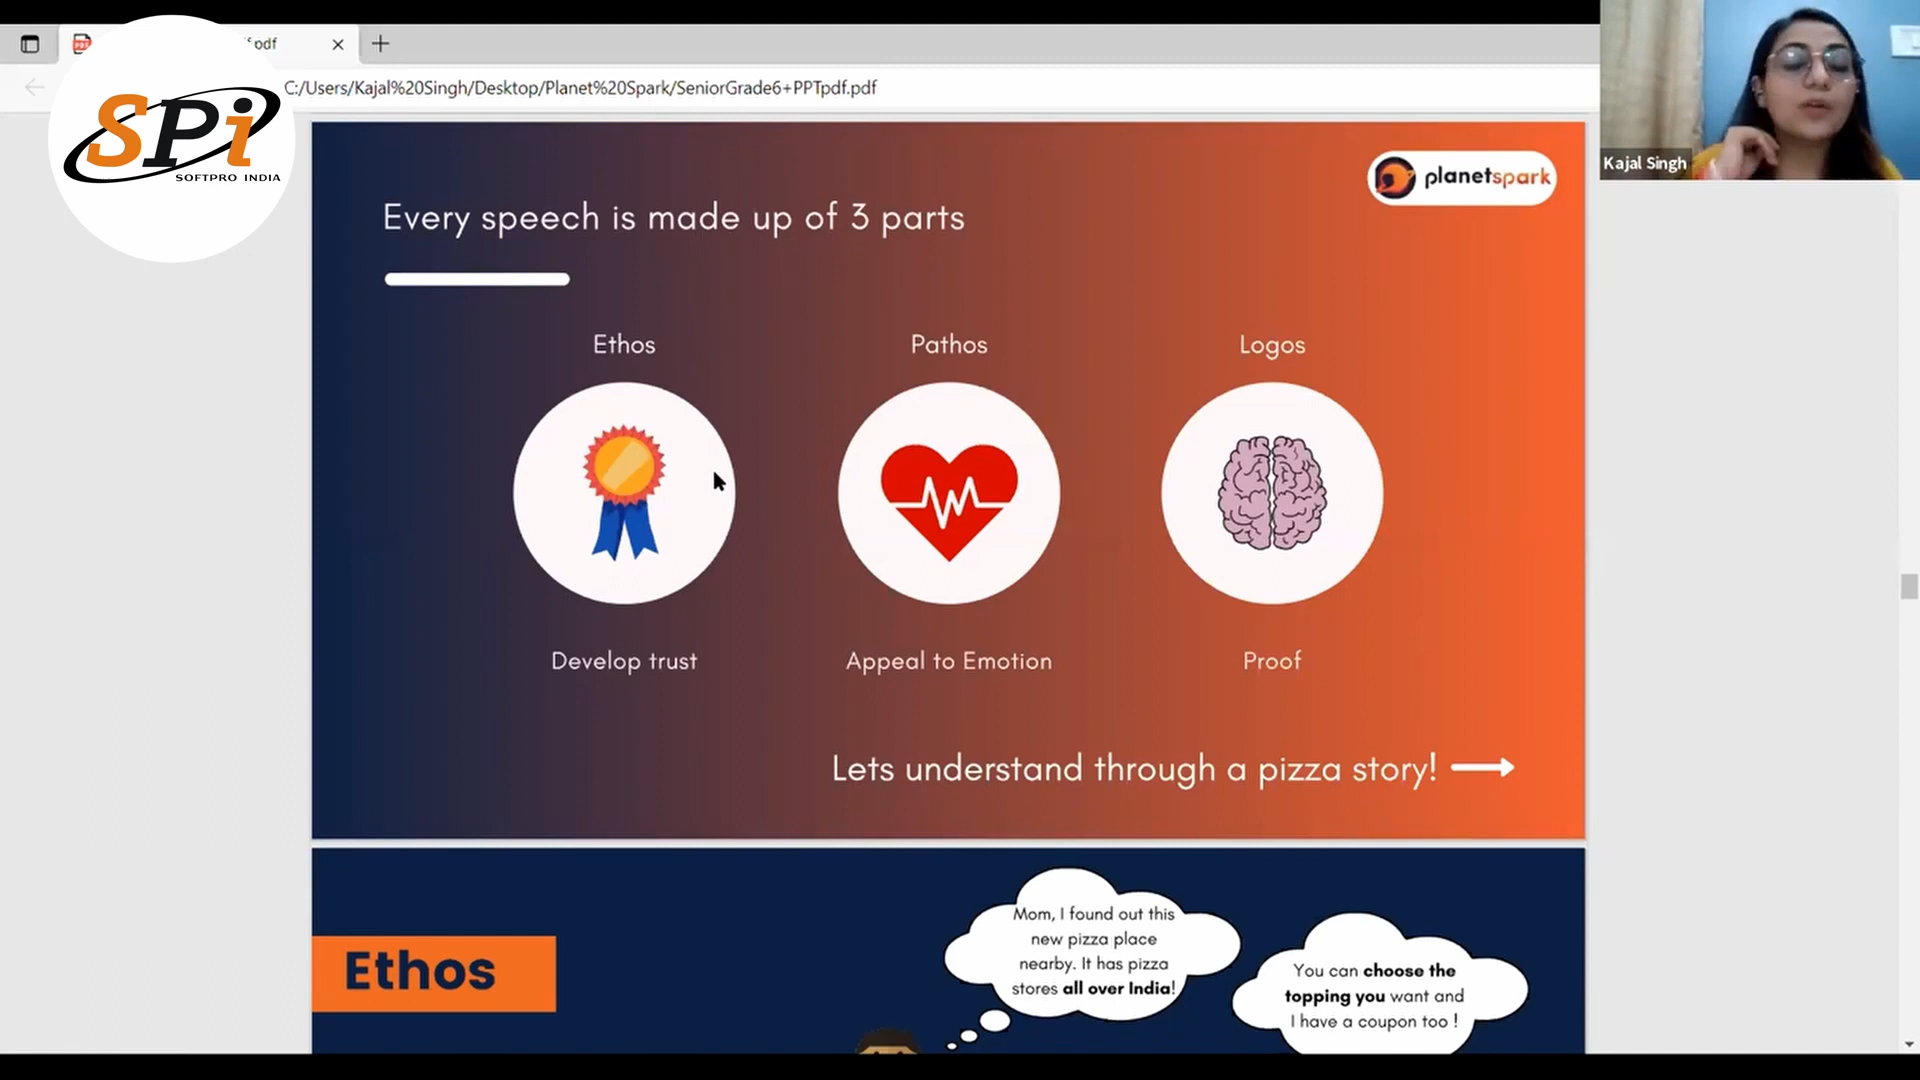 pdf
C:/Users/Kajal%20Singh/Desktop/Planet%20Spark/SeniorGrade6+PPTpdf.pdf
SPi
SOFTPRO INDIA
Kajal Singh
planetspark
Every speech is made up of 3 parts
Ethos
Pathos
Logos
Develop trust
Appeal to Emotion
Proof
Lets understand through a pizza story!
Ethos
Mom, I found out this
new pizza place
nearby. It has pizza
stores all over India!
You can choose the
topping you want and
I have a coupon too !